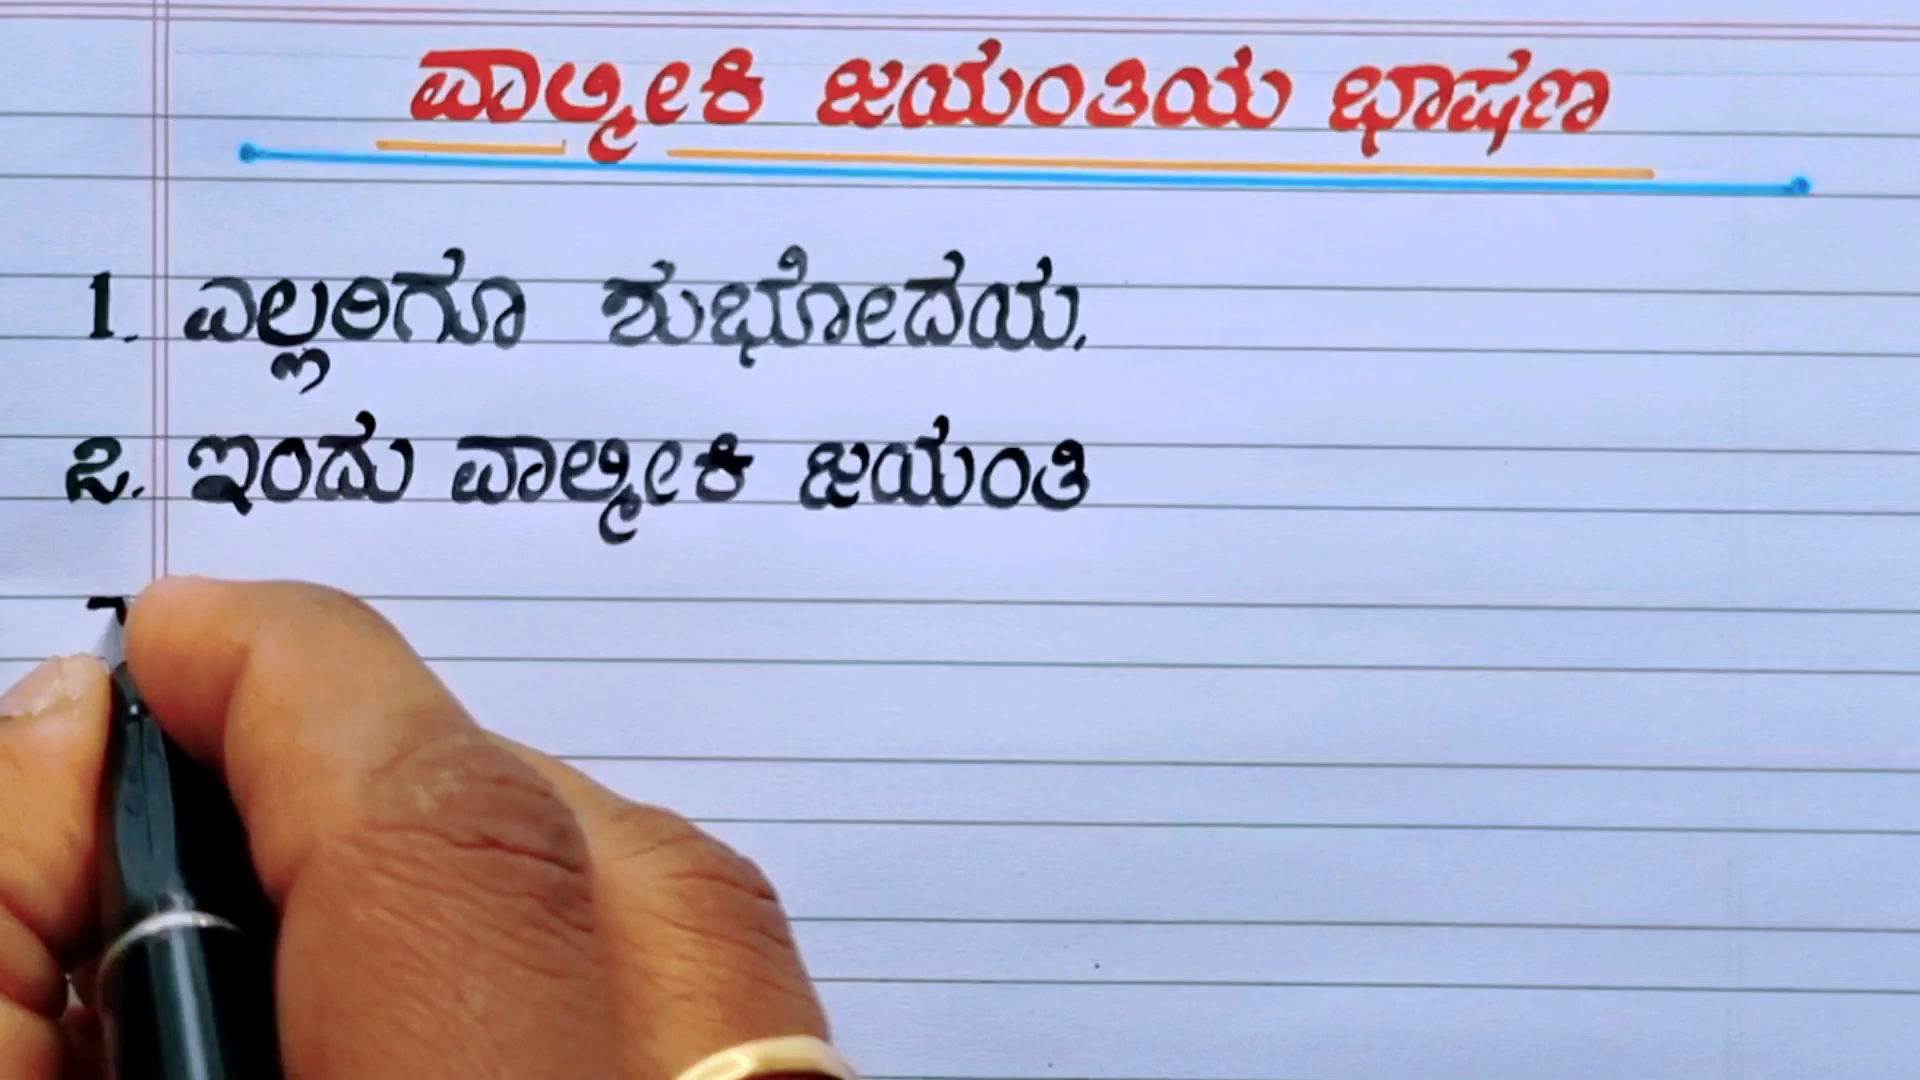 ವಾಲ್ಮೀಕಿ ಜಯಂತಿಯ ಭಾಷಣ
1. ಎಲ್ಲರಿಗೂ ಶುಭೋದಯ.
೨. ಇಂದು ವಾಲ್ಮೀಕಿ ಜಯಂತಿ